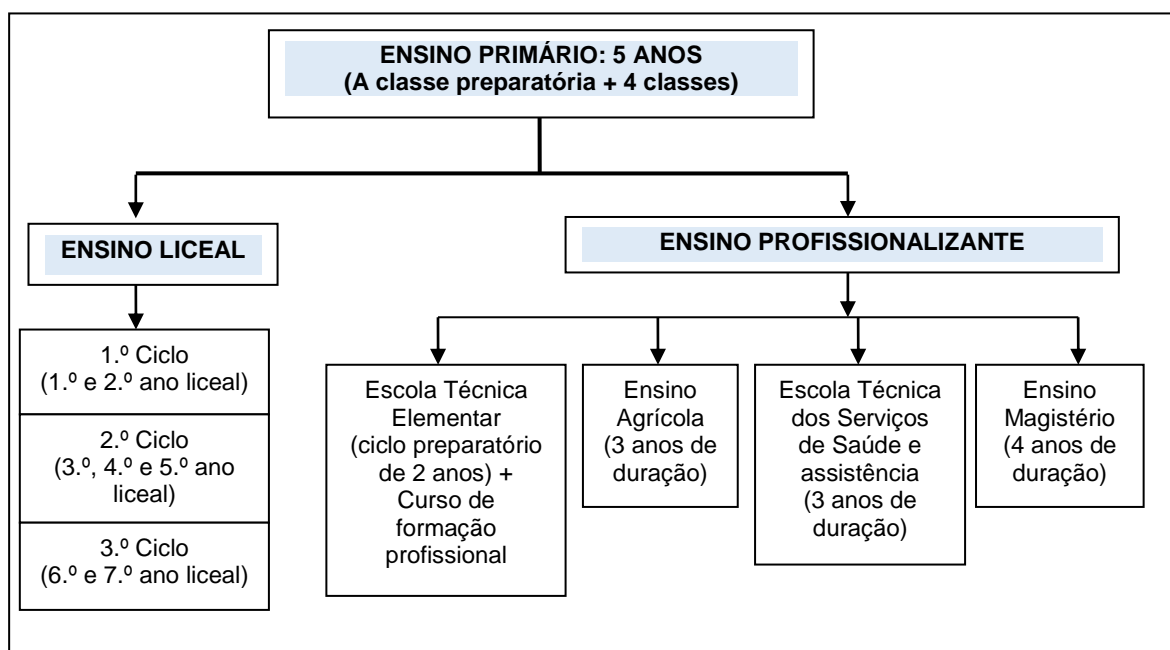 ENSINO PRIMÁRIO: 5 ANOS
(A classe preparatória + 4 classes)
ENSINO LICEAL
ENSINO PROFISSIONALIZANTE
1.º Ciclo
(1.º e 2.º ano liceal)
2.º Ciclo
(3.º, 4.º e 5.º ano
liceal)
3.º Ciclo
(6.º e 7.º ano liceal)
Escola Técnica
Elementar
(ciclo preparatório
de 2 anos) +
Curso de
formação
profissional
Ensino
Agrícola
(3 anos de
duração)
Escola Técnica
dos Serviços
de Saúde e
assistência
(3 anos de
duração)
Ensino
Magistério
(4 anos de
duração)